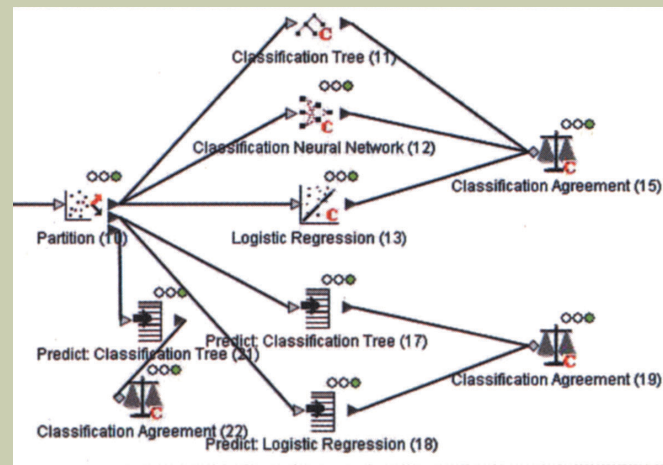 Classification Tree (11)
Classification Neural Network (12)
Classification Agreement (15)
Partition (10)
Logistic Regression (13)
Predict: Classification Tree (21)
Predict: Classification Tree (17)
Classification Agreement (19)
Classification Agreement (22)
Predict: Logistic Regression (18)